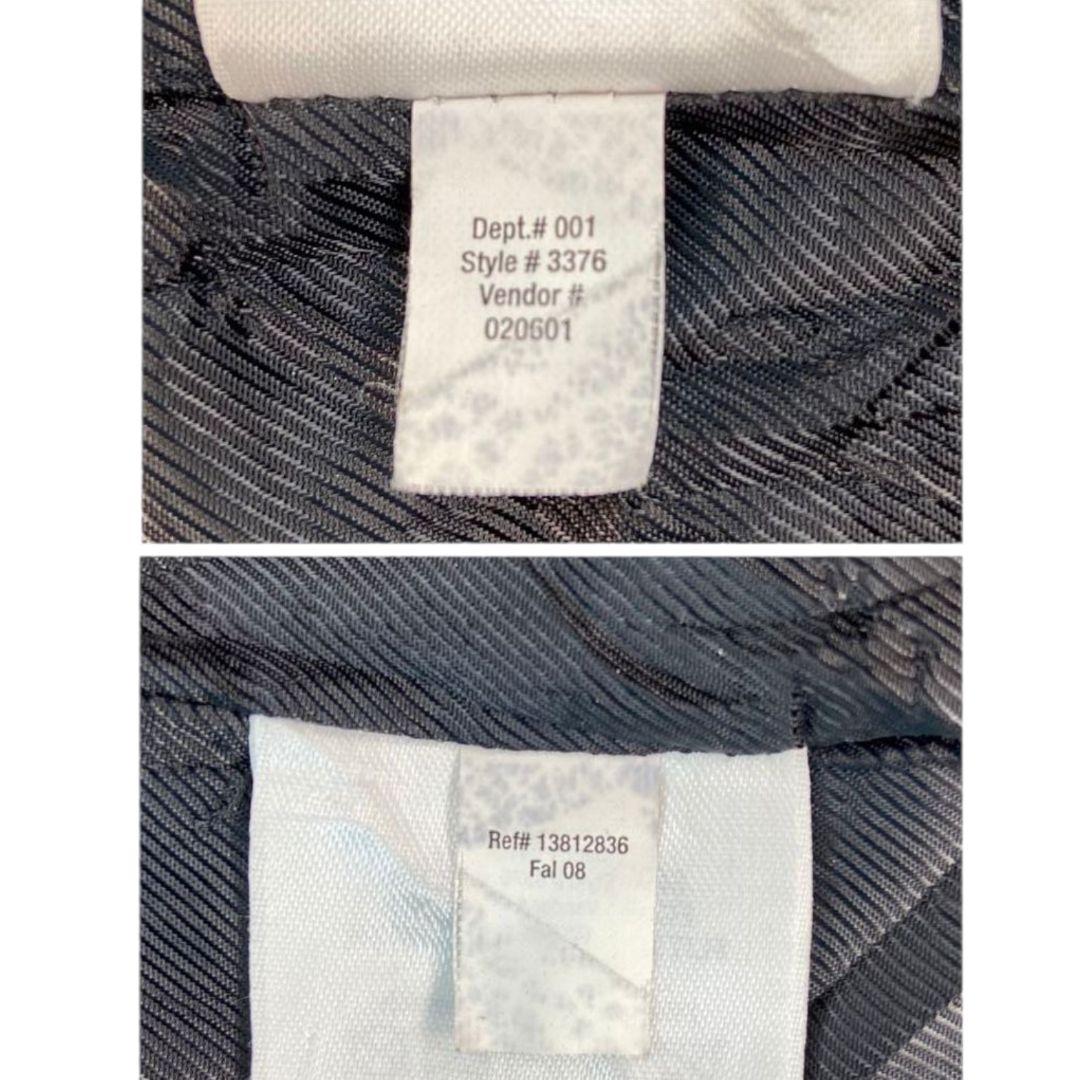 Dept.# 001
Style # 3376
Vendor #
020601
Ref# 13812836
Fal 08